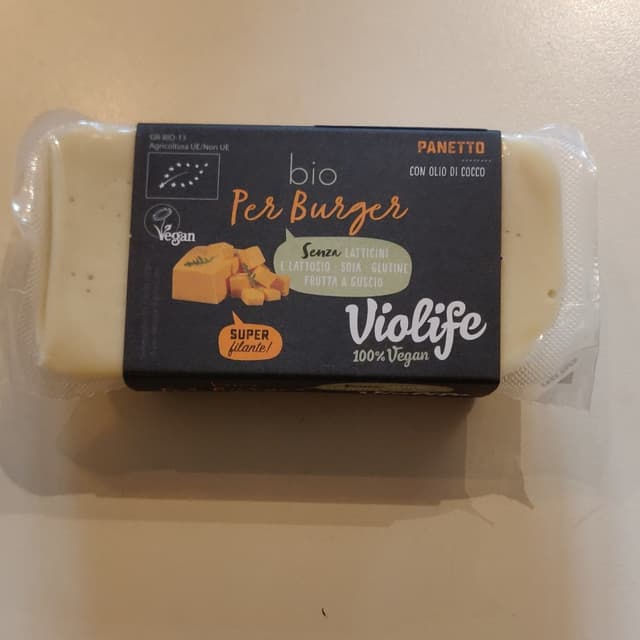 GR-BIO-13
Agricoltura UE/Non UE
Vegan
bio
Per Burger
PANETTO
CON OLIO DI COCCO
Senza LATTICINI
E LATTOSIO - SOIA - GLUTINE
FRUTTA A GUSCIO
SUPER
filante!
Violife
100% Vegan